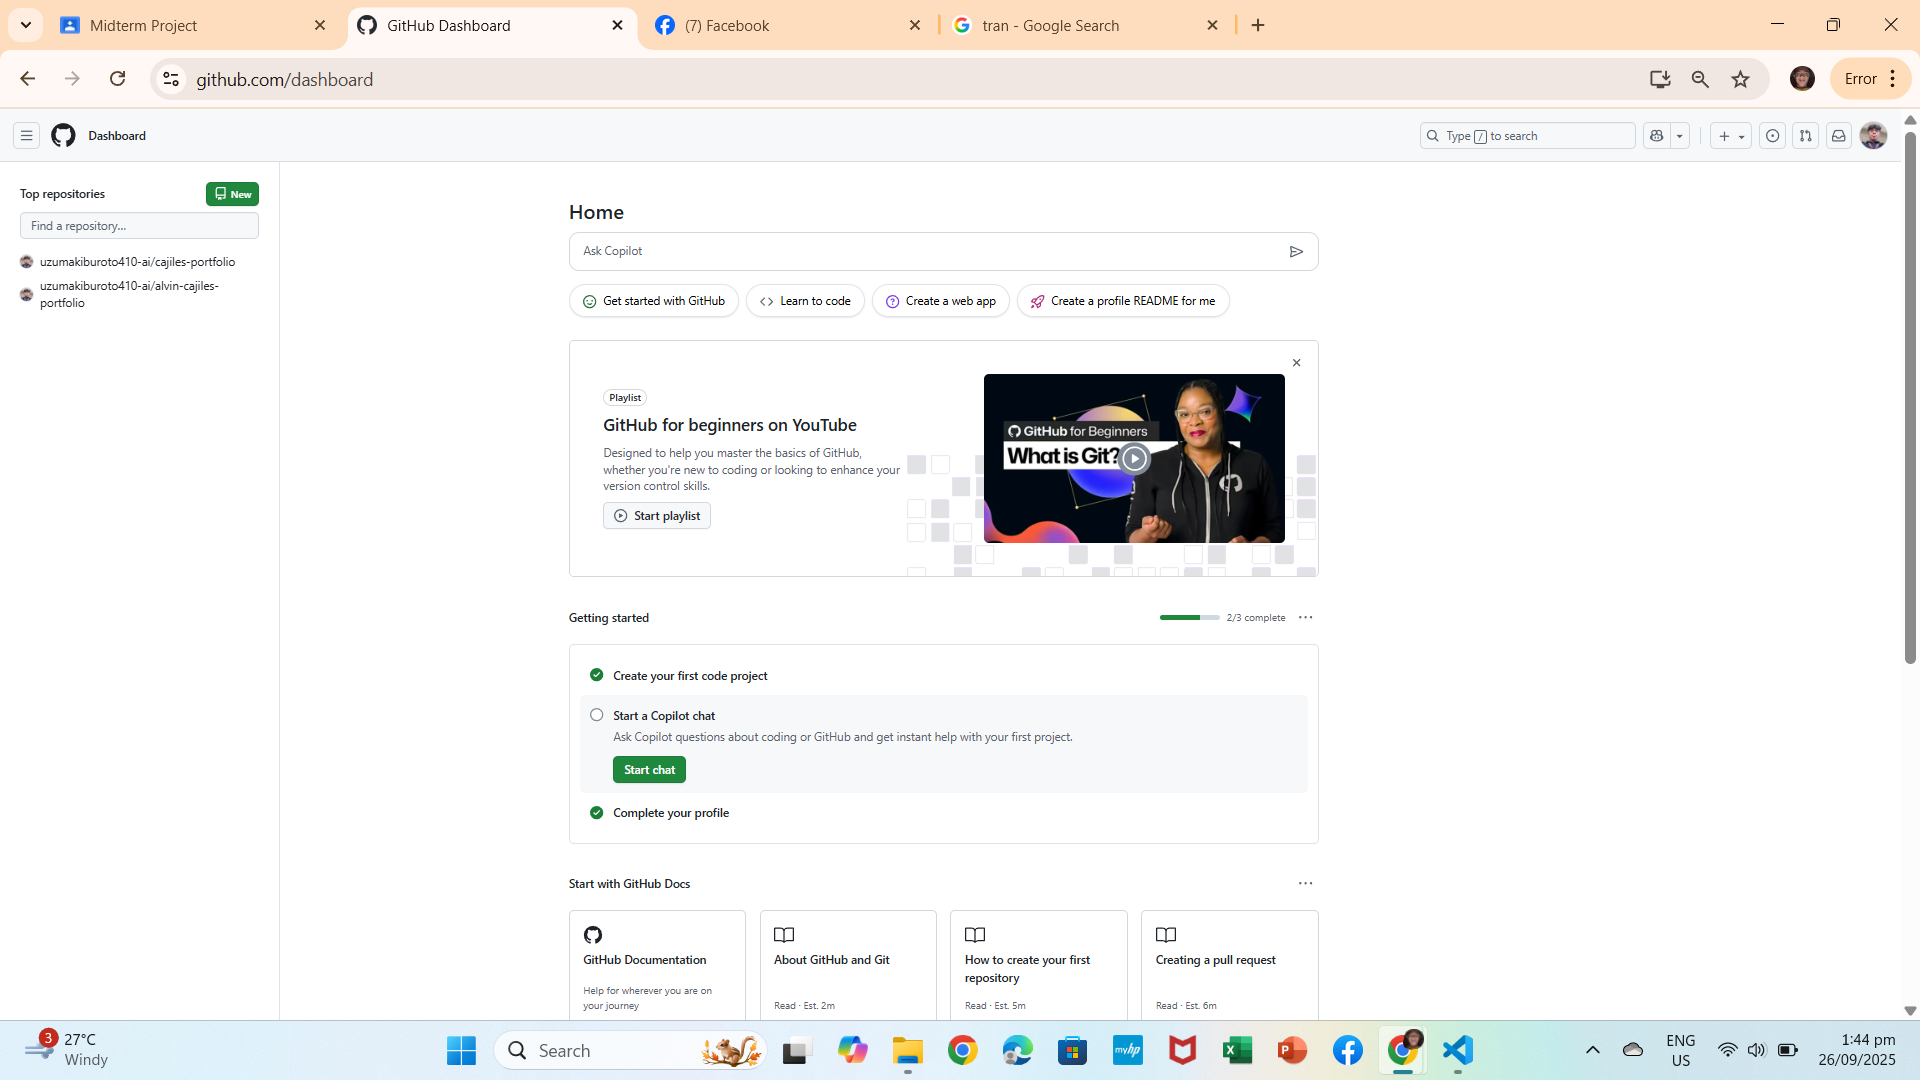 Midterm Project
GitHub Dashboard
(7) Facebook
tran - Google Search
github.com/dashboard
Error
Dashboard
Type / to search
Top repositories
New
Find a repository...
uzumakiburoto410-ai/cajiles-portfolio
uzumakiburoto410-ai/alvin-cajiles-
portfolio
Home
Ask Copilot
Get started with GitHub
Learn to code
Create a web app
Create a profile README for me
Playlist
GitHub for beginners on YouTube
Designed to help you master the basics of GitHub,
whether you're new to coding or looking to enhance your
version control skills.
Start playlist
GitHub for Beginners
What is Git?
Getting started
2/3 complete
Create your first code project
Start a Copilot chat
Ask Copilot questions about coding or GitHub and get instant help with your first project.
Start chat
Complete your profile
Start with GitHub Docs
GitHub Documentation
Help for wherever you are on
your journey
About GitHub and Git
Read · Est. 2m
How to create your first
repository
Read · Est. 5m
Creating a pull request
Read · Est. 6m
3
27°C
Windy
Search
myhp
ENG
US
1:44 pm
26/09/2025